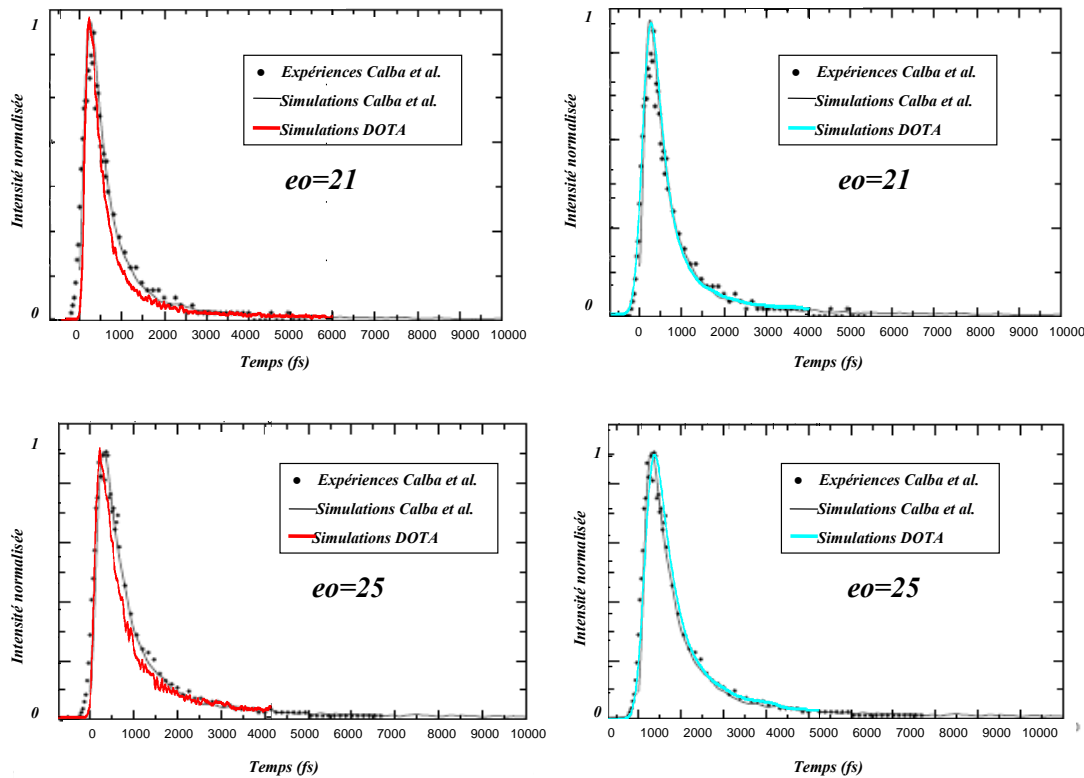 1
Intensité normalisée
Expériences Calba et al.
Simulations Calba et al.
Simulations DOTA
eo=21
0
0 1000 2000 3000 4000 5000 6000 7000 8000 9000 10000
Temps (fs)
1
Intensité normalisée
Expériences Calba et al.
Simulations Calba et al.
Simulations DOTA
eo=21
0
0 1000 2000 3000 4000 5000 6000 7000 8000 9000 10000
Temps (fs)
1
Intensité normalisée
Expériences Calba et al.
Simulations Calba et al.
Simulations DOTA
eo=25
0
0 1000 2000 3000 4000 5000 6000 7000 8000 9000 10000
Temps (fs)
1
Intensité normalisée
Expériences Calba et al.
Simulations Calba et al.
Simulations DOTA
eo=25
0
0 1000 2000 3000 4000 5000 6000 7000 8000 9000 10000
Temps (fs)